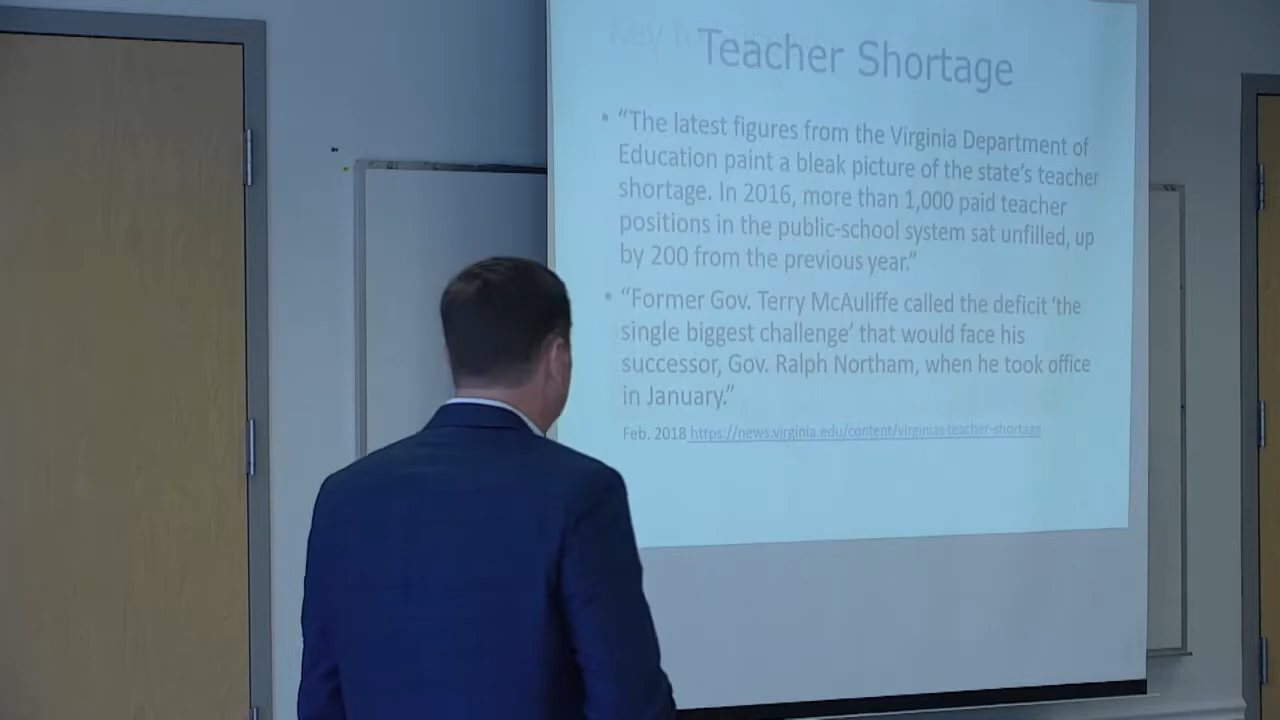 Key to
Teacher Shortage
• “The latest figures from the Virginia Department of
Education paint a bleak picture of the state’s teacher
shortage. In 2016, more than 1,000 paid teacher
positions in the public-school system sat unfilled, up
by 200 from the previous year.”
• “Former Gov. Terry McAuliffe called the deficit ‘the
single biggest challenge’ that would face his
successor, Gov. Ralph Northam, when he took office
in January.”
Feb. 2018 https://news.virginia.edu/content/virginias-teacher-shortage